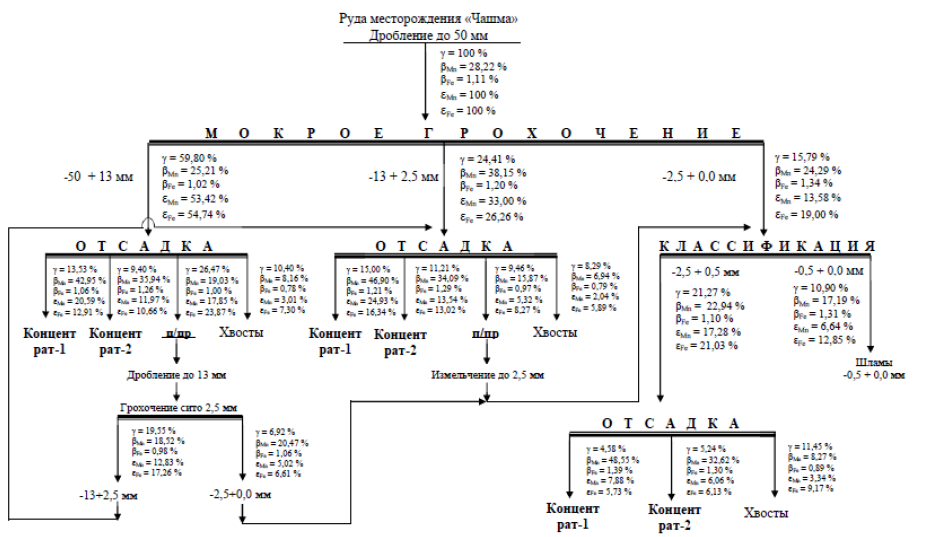 Руда месторождения «Чашма»
Дробление до 50 мм
γ = 100 %
βMn = 28,22 %
βFe = 1,11 %
εMn = 100 %
εFe = 100 %
М О К Р О Е Г Р О Х О Ч Е Н И Е
-50 + 13 мм
γ = 59,80 %
βMn = 25,21 %
βFe = 1,02 %
εMn = 53,42 %
εFe = 54,74 %
-13 + 2,5 мм
γ = 24,41 %
βMn = 38,15 %
βFe = 1,20 %
εMn = 33,00 %
εFe = 26,26 %
-2,5 + 0,0 мм
γ = 15,79 %
βMn = 24,29 %
βFe = 1,34 %
εMn = 13,58 %
εFe = 19,00 %
О Т С А Д К А
γ = 13,53 %
βMn = 42,95 %
βFe = 1,06 %
εMn = 20,59 %
εFe = 12,91 %
γ = 9,40 %
βMn = 35,94 %
βFe = 1,26 %
εMn = 11,97 %
εFe = 10,66 %
γ = 26,47 %
βMn = 19,03 %
βFe = 1,00 %
εMn = 17,85 %
εFe = 23,87 %
γ = 10,40 %
βMn = 8,16 %
βFe = 0,78 %
εMn = 3,01 %
εFe = 7,30 %
Концент
рат-1
Концент
рат-2
п/пр
Хвосты
О Т С А Д К А
γ = 15,00 %
βMn = 46,90 %
βFe = 1,21 %
εMn = 24,93 %
εFe = 16,34 %
γ = 11,21 %
βMn = 34,09 %
βFe = 1,29 %
εMn = 13,54 %
εFe = 13,02 %
γ = 9,46 %
βMn = 15,87 %
βFe = 0,97 %
εMn = 5,32 %
εFe = 8,27 %
γ = 8,29 %
βMn = 6,94 %
βFe = 0,79 %
εMn = 2,04 %
εFe = 5,89 %
Концент
рат-1
Концент
рат-2
п/пр
Хвосты
К Л А С С И Ф И К А Ц И Я
-2,5 + 0,5 мм
γ = 21,27 %
βMn = 22,94 %
βFe = 1,10 %
εMn = 17,28 %
εFe = 21,03 %
-0,5 + 0,0 мм
γ = 10,90 %
βMn = 17,19 %
βFe = 1,31 %
εMn = 6,64 %
εFe = 12,85 %
Шламы
-0,5 + 0,0 мм
Дробление до 13 мм
Измельчение до 2,5 мм
Грохочение сито 2,5 мм
γ = 19,55 %
βMn = 18,52 %
βFe = 0,98 %
εMn = 12,83 %
εFe = 17,26 %
γ = 6,92 %
βMn = 20,47 %
βFe = 1,06 %
εMn = 5,02 %
εFe = 6,61 %
-13+2,5 мм
-2,5+0,0 мм
О Т С А Д К А
γ = 4,58 %
βMn = 48,55 %
βFe = 1,39 %
εMn = 7,88 %
εFe = 5,73 %
γ = 5,24 %
βMn = 32,62 %
βFe = 1,30 %
εMn = 6,06 %
εFe = 6,13 %
γ = 11,45 %
βMn = 8,27 %
βFe = 0,89 %
εMn = 3,34 %
εFe = 9,17 %
Концент
рат-1
Концент
рат-2
Хвосты